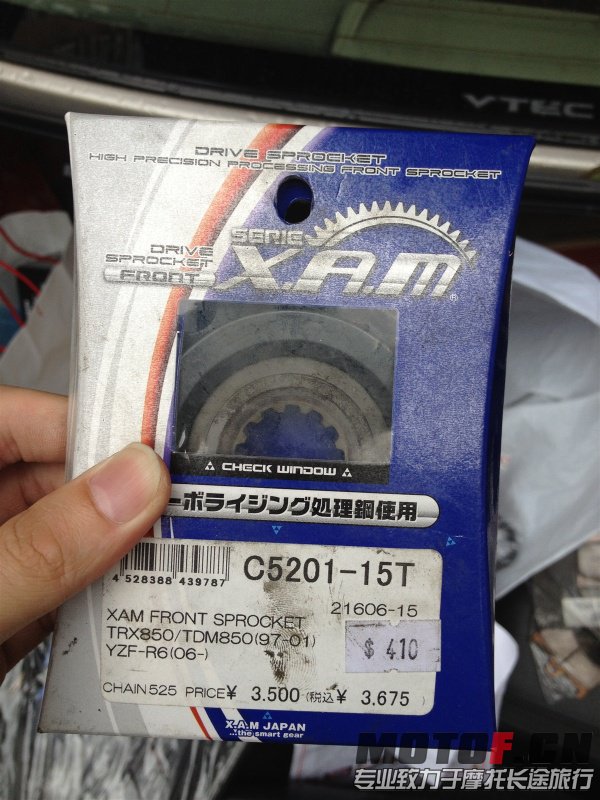 VTEC
DRIVE SPROCKET
HIGH PRECISION PROCESSING FRONT SPROCKET
SERIE
X.A.M®
DRIVE
SPROCKET
FRONT
CHECK WINDOW
ーボライジング処理鋼使用
4 528388 439787
C5201-15T
21606-15
XAM FRONT SPROCKET
TRX850/TDM850(97-01)
YZF-R6(06-)
$ 410
CHAIN525 PRICE¥ 3.500 (税込)¥ 3.675
X.A.M JAPAN
...the smart gear
MOTOF.CN
专业致力于摩托长途旅行